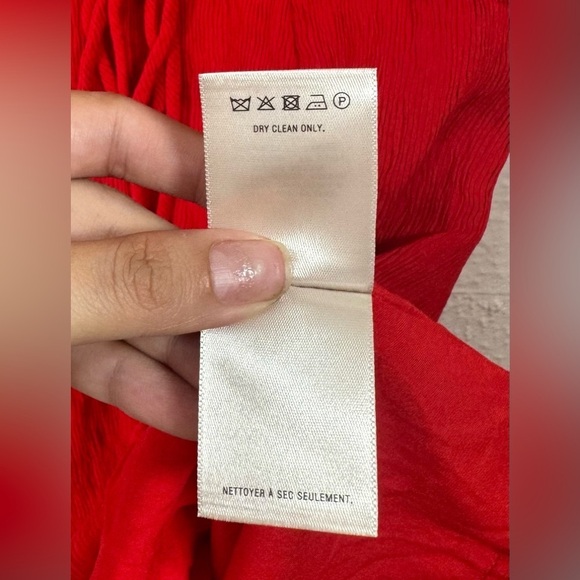 P
DRY CLEAN ONLY.
NETTOYER À SEC SEULEMENT.